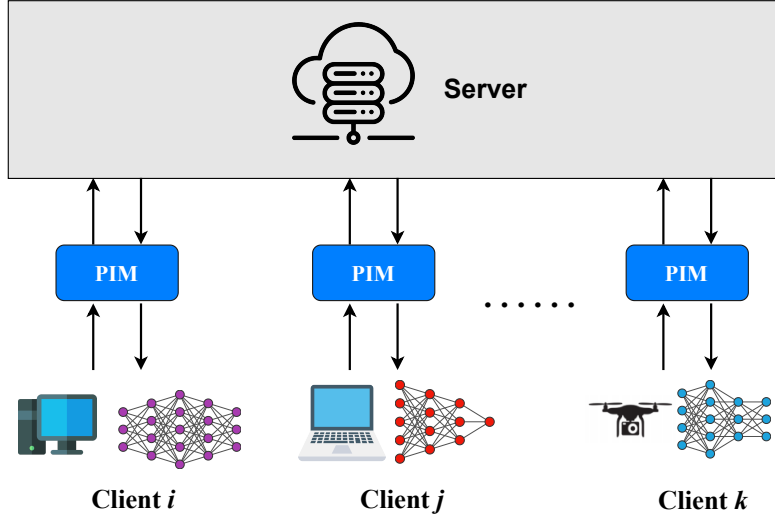 Server
PIM
PIM
PIM
......
Client i
Client j
Client k